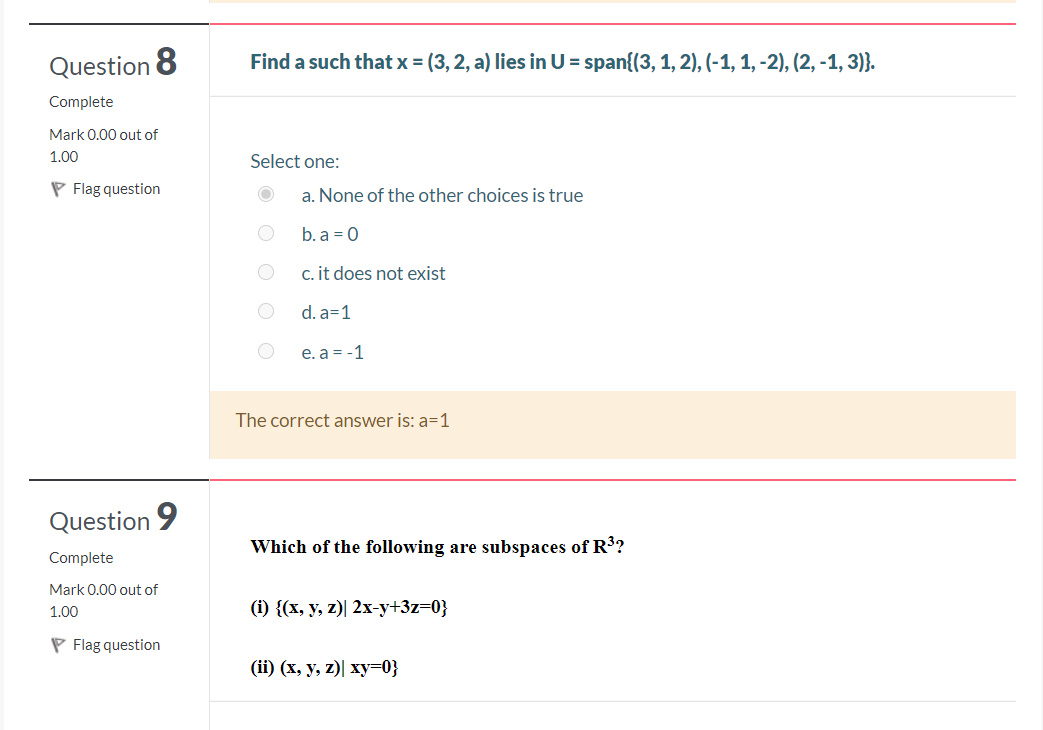 Question 8
Complete
Mark 0.00 out of
1.00
Flag question
Find a such that x = (3, 2, a) lies in U = span{(3, 1, 2), (-1, 1, -2), (2, -1, 3)}.
Select one:
a. None of the other choices is true
b. a = 0
c. it does not exist
d. a=1
e. a = -1
The correct answer is: a=1
Question 9
Complete
Mark 0.00 out of
1.00
Flag question
Which of the following are subspaces of R³?
(i) {(x, y, z)| 2x-y+3z=0}
(ii) (x, y, z)| xy=0}